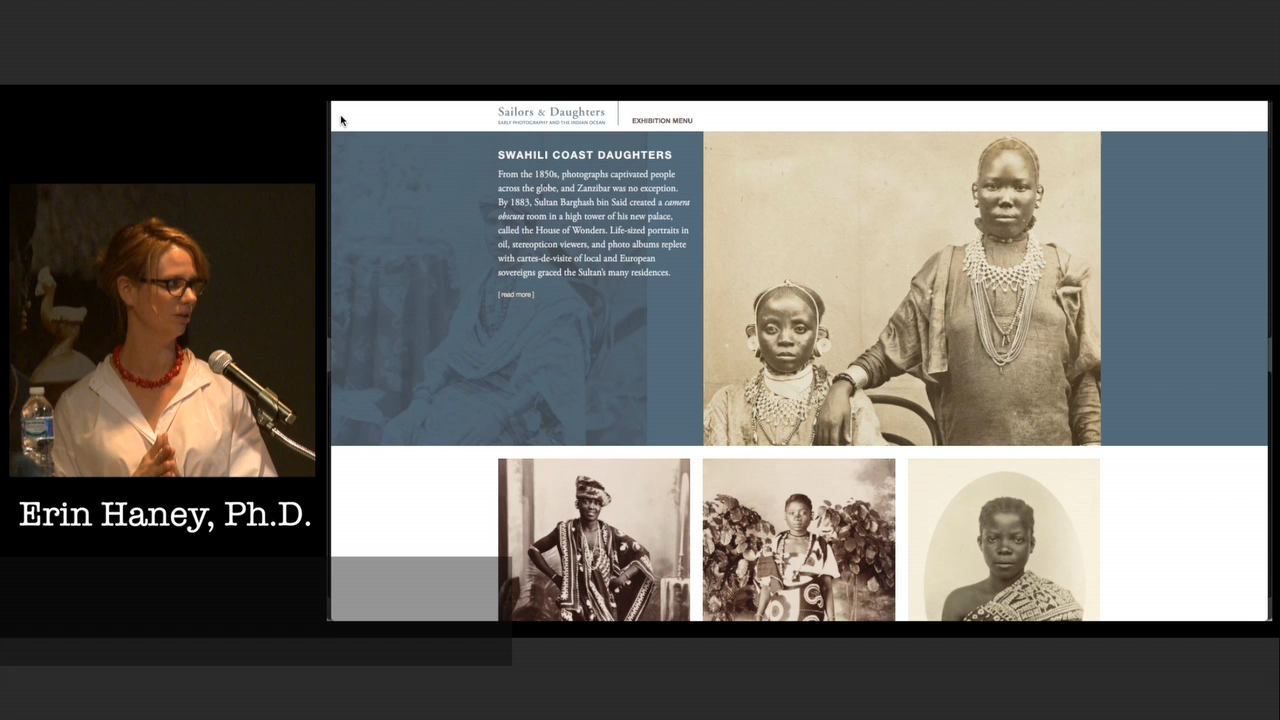 Sailors & Daughters
EARLY PHOTOGRAPHY AND THE INDIAN OCEAN
EXHIBITION MENU
SWAHILI COAST DAUGHTERS
From the 1850s, photographs captivated people
across the globe, and Zanzibar was no exception.
By 1883, Sultan Barghash bin Said created a camera
obscura room in a high tower of his new palace,
called the House of Wonders. Life-sized portraits in
oil, stereopticon viewers, and photo albums replete
with cartes-de-visite of local and European
sovereigns graced the Sultan's many residences.
[ read more ]
Erin Haney, Ph.D.